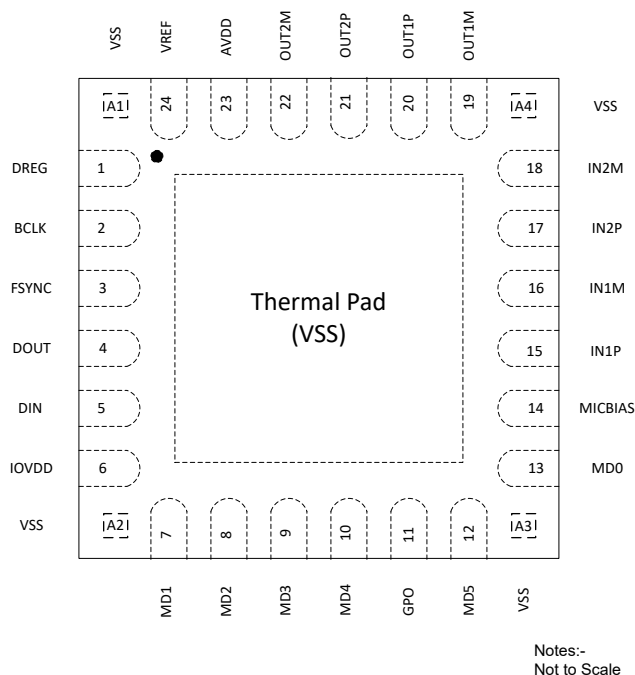 VSS
VREF
AVDD
OUT2M
OUT2P
OUT1P
OUT1M
A1
24
23
22
21
20
19
A4
VSS
DREG
1
18
IN2M
BCLK
2
17
IN2P
FSYNC
3
16
IN1M
Thermal Pad
(VSS)
DOUT
4
15
IN1P
DIN
5
14
MICBIAS
IOVDD
6
13
MD0
VSS
A2
7
8
9
10
11
12
A3
MD1
MD2
MD3
MD4
GPO
MD5
VSS
Notes:-
Not to Scale